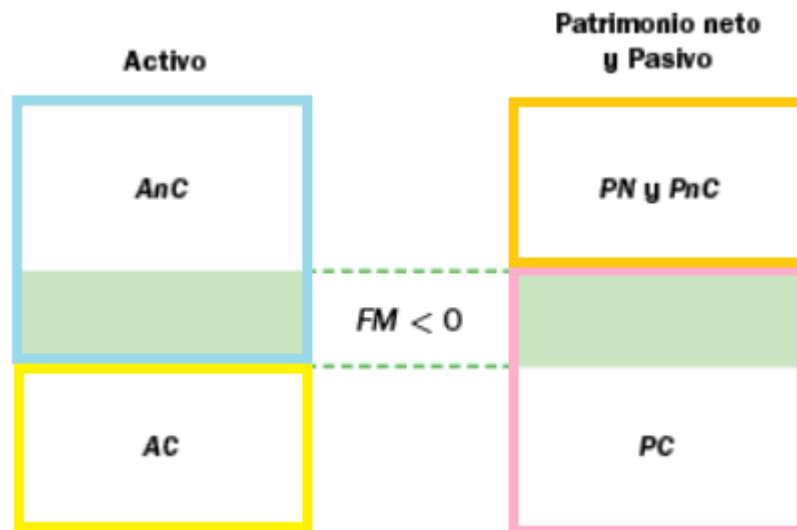 Activo
Patrimonio neto
y Pasivo
AnC
PN y PnC
FM < 0
AC
PC